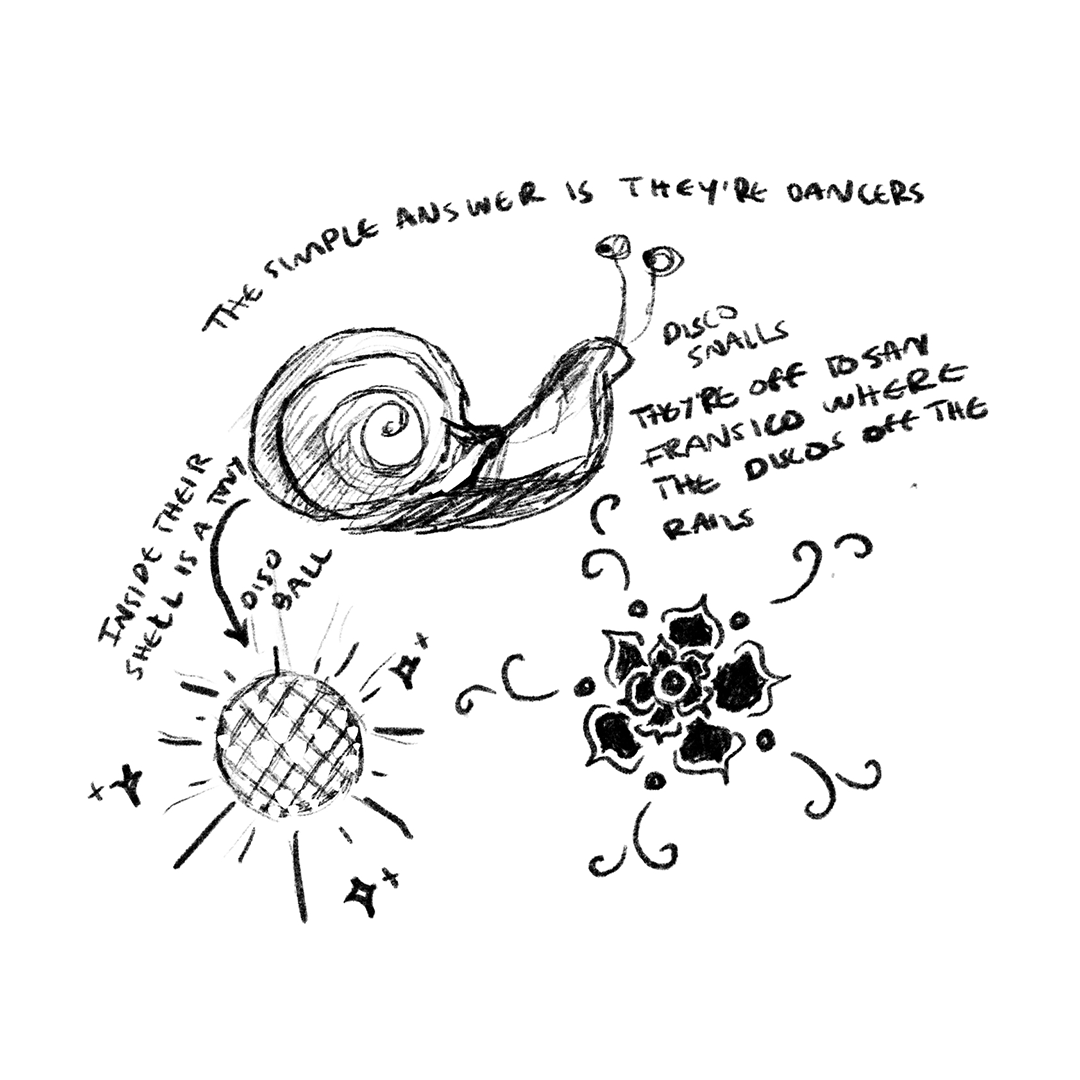 THE SIMPLE ANSWER IS THEY'RE DANCERS
DISCO
SNAILS
THEY'RE OFF TO SAN
FRANSICO WHERE
THE DISCOS OFF THE
RAILS
INSIDE THEIR
SHELL IS A TINY
DISO
BALL